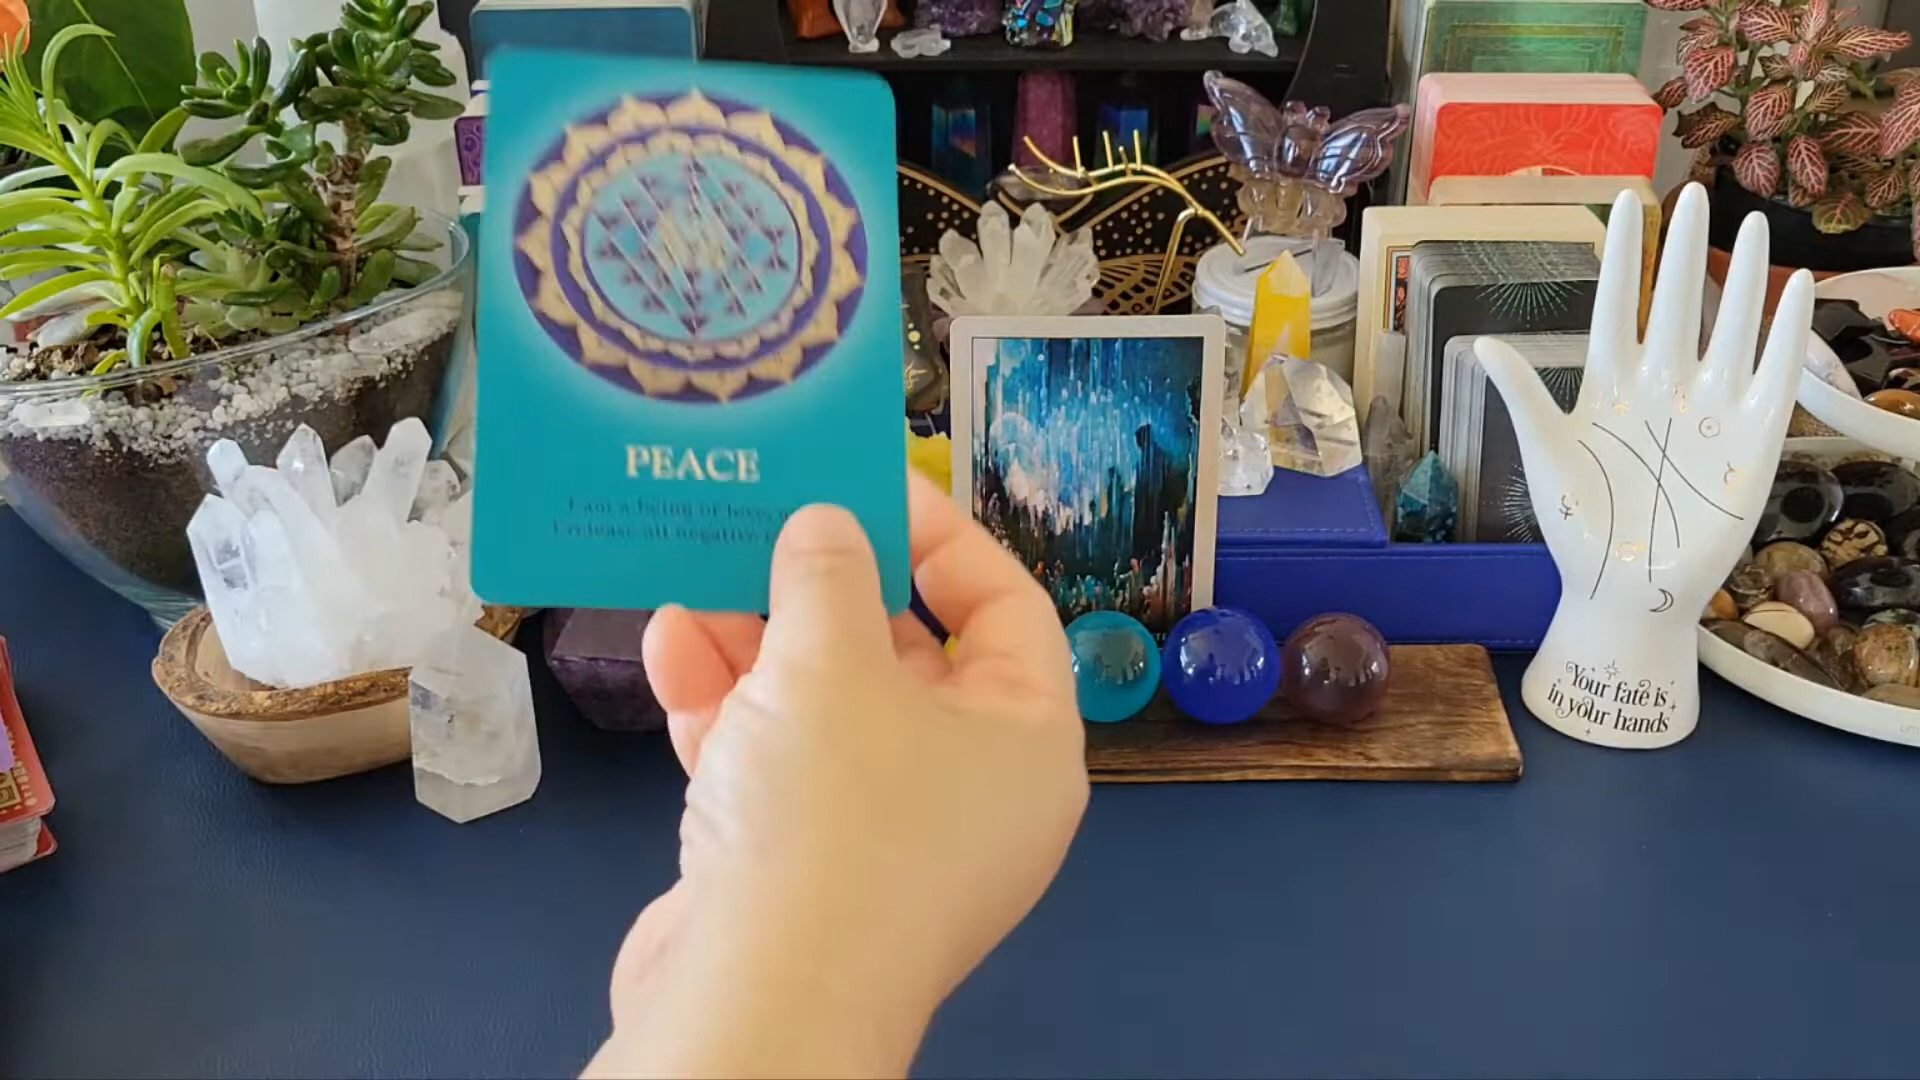 PEACE
I am a being of love,
I release all negative
Your fate is
in your hands